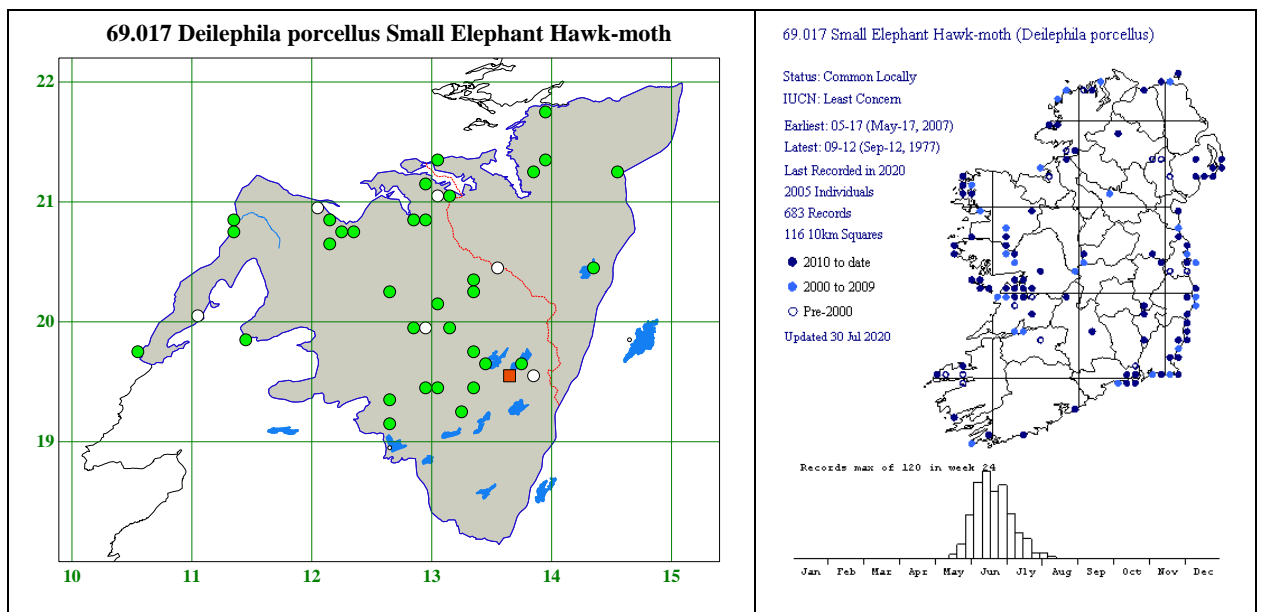 69.017 Deilephila porcellus Small Elephant Hawk-moth
22
21
20
19
10 11 12 13 14 15
69.017 Small Elephant Hawk-moth (Deilephila porcellus)
Status: Common Locally
IUCN: Least Concern
Earliest: 05-17 (May-17, 2007)
Latest: 09-12 (Sep-12, 1977)
Last Recorded in 2020
2005 Individuals
683 Records
116 10km Squares
2010 to date
2000 to 2009
Pre-2000
Updated 30 Jul 2020
Records max of 120 in week 24
Jan Feb Mar Apr May Jun Jly Aug Sep Oct Nov Dec